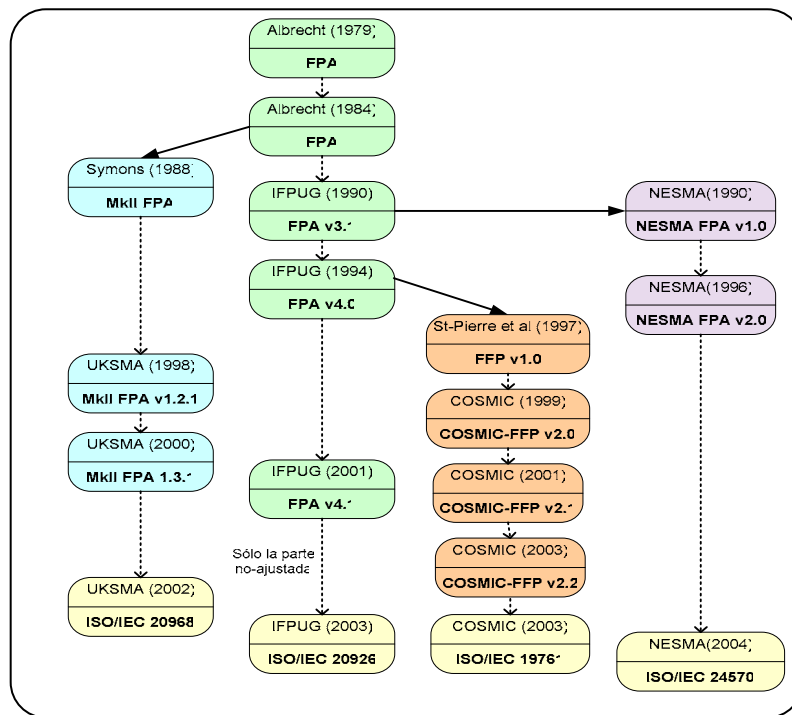 Albrecht (1979)
FPA
Albrecht (1984)
FPA
Symons (1988)
MkII FPA
IFPUG (1990)
FPA v3.1
NESMA(1990)
NESMA FPA v1.0
IFPUG (1994)
FPA v4.0
NESMA(1996)
NESMA FPA v2.0
St-Pierre et al (1997)
FFP v1.0
UKSMA (1998)
MkII FPA v1.2.1
COSMIC (1999)
COSMIC-FFP v2.0
UKSMA (2000)
MkII FPA 1.3.1
IFPUG (2001)
FPA v4.1
COSMIC (2001)
COSMIC-FFP v2.1
Sólo la parte
no-ajustada
COSMIC (2003)
COSMIC-FFP v2.2
UKSMA (2002)
ISO/IEC 20968
IFPUG (2003)
ISO/IEC 20926
COSMIC (2003)
ISO/IEC 19761
NESMA(2004)
ISO/IEC 24570